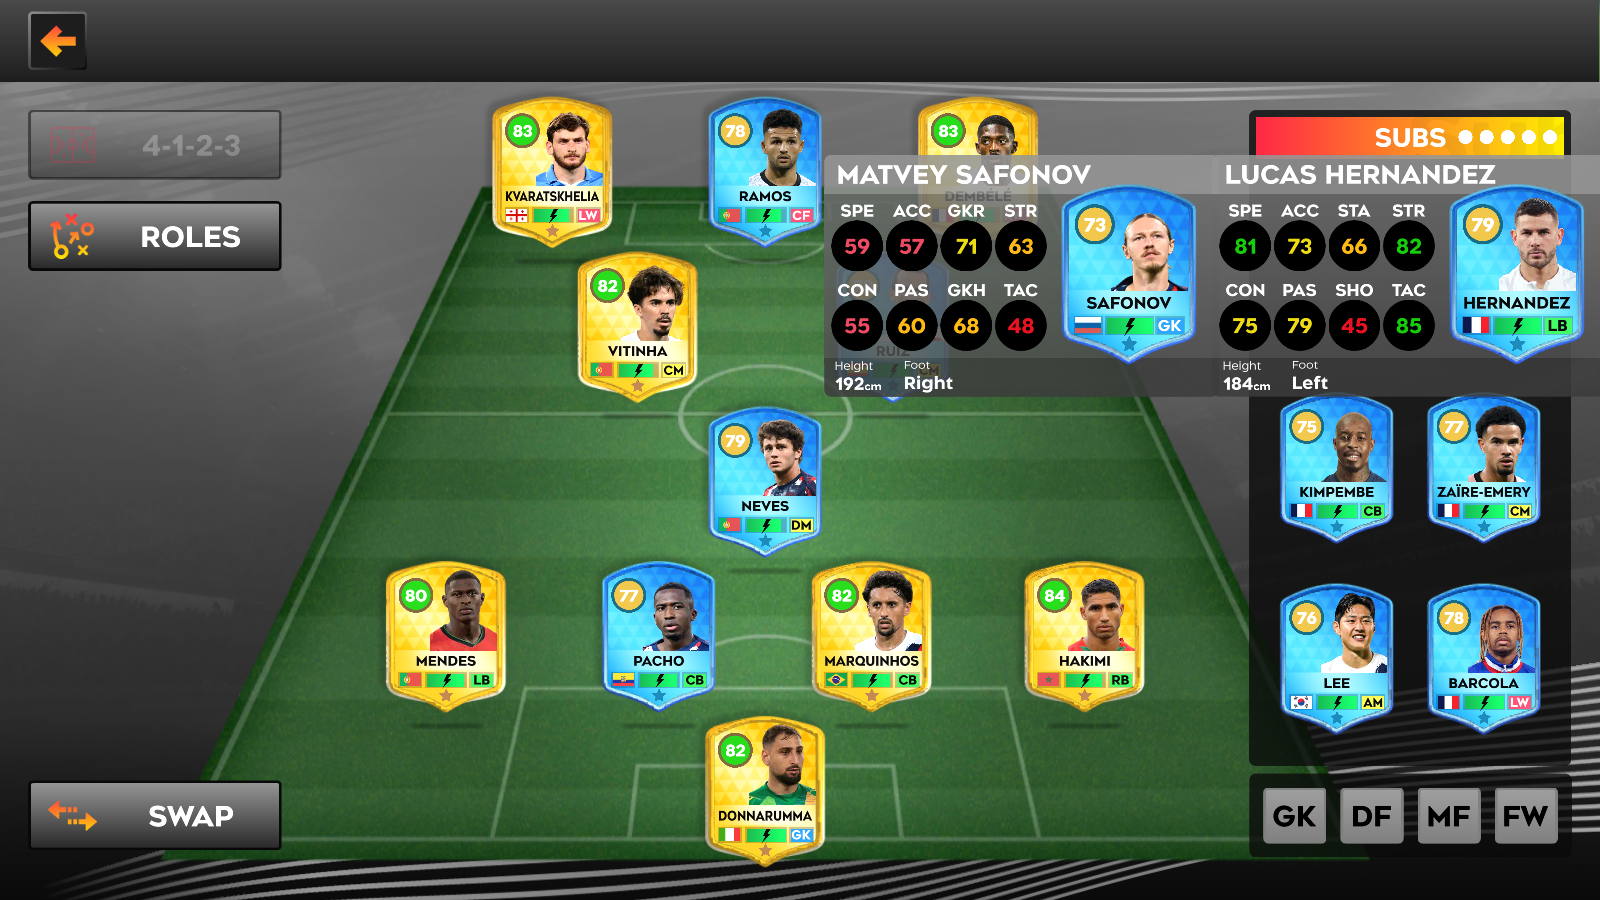 4-1-2-3
ROLES
SWAP
83
KVARATSKHELIA
LW
78
RAMOS
CF
83
DEMBÉLÉ
82
VITINHA
CM
RUIZ
79
NEVES
DM
80
MENDES
LB
77
PACHO
CB
82
MARQUINHOS
CB
84
HAKIMI
RB
82
DONNARUMMA
GK
SUBS
MATVEY SAFONOV
SPE ACC GKR STR
59 57 71 63
CON PAS GKH TAC
55 60 68 48
Height Foot
192cm Right
73
SAFONOV
GK
LUCAS HERNANDEZ
SPE ACC STA STR
81 73 66 82
CON PAS SHO TAC
75 79 45 85
Height Foot
184cm Left
79
HERNANDEZ
LB
75
KIMPEMBE
CB
77
ZAÏRE-EMERY
CM
76
LEE
AM
78
BARCOLA
LW
GK DF MF FW